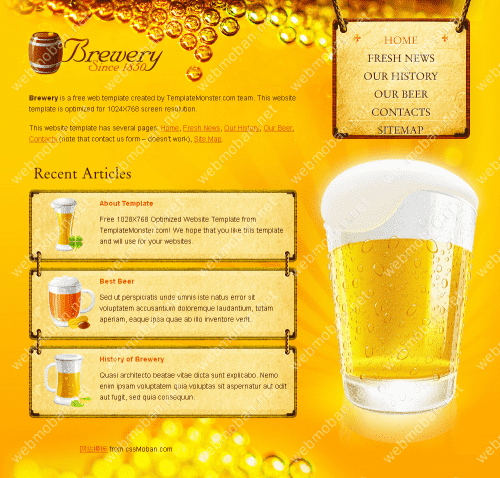 Brewery
Since 1850
HOME
FRESH NEWS
OUR HISTORY
OUR BEER
CONTACTS
SITEMAP
Brewery is a free web template created by TemplateMonster.com team. This website
template is optimized for 1024X768 screen resolution.
This website template has several pages: Home, Fresh News, Our History, Our Beer,
Contacts (note that contact us form – doesn't work), Site Map.
Recent Articles
About Template
Free 1028X768 Optimized Website Template from
TemplateMonster.com! We hope that you like this template
and will use for your websites.
Best Beer
Sed ut perspiciatis unde omnis iste natus error sit
voluptatem accusantium doloremque laudantium, totam
aperiam, eaque ipsa quae ab illo inventore verit.
History of Brewery
Quasi architecto beatae vitae dicta sunt explicabo. Nemo
enim ipsam voluptatem quia voluptas sit aspernatur aut odit
aut fugit, sed quia consequun.
网站模板 from cssMoban.com